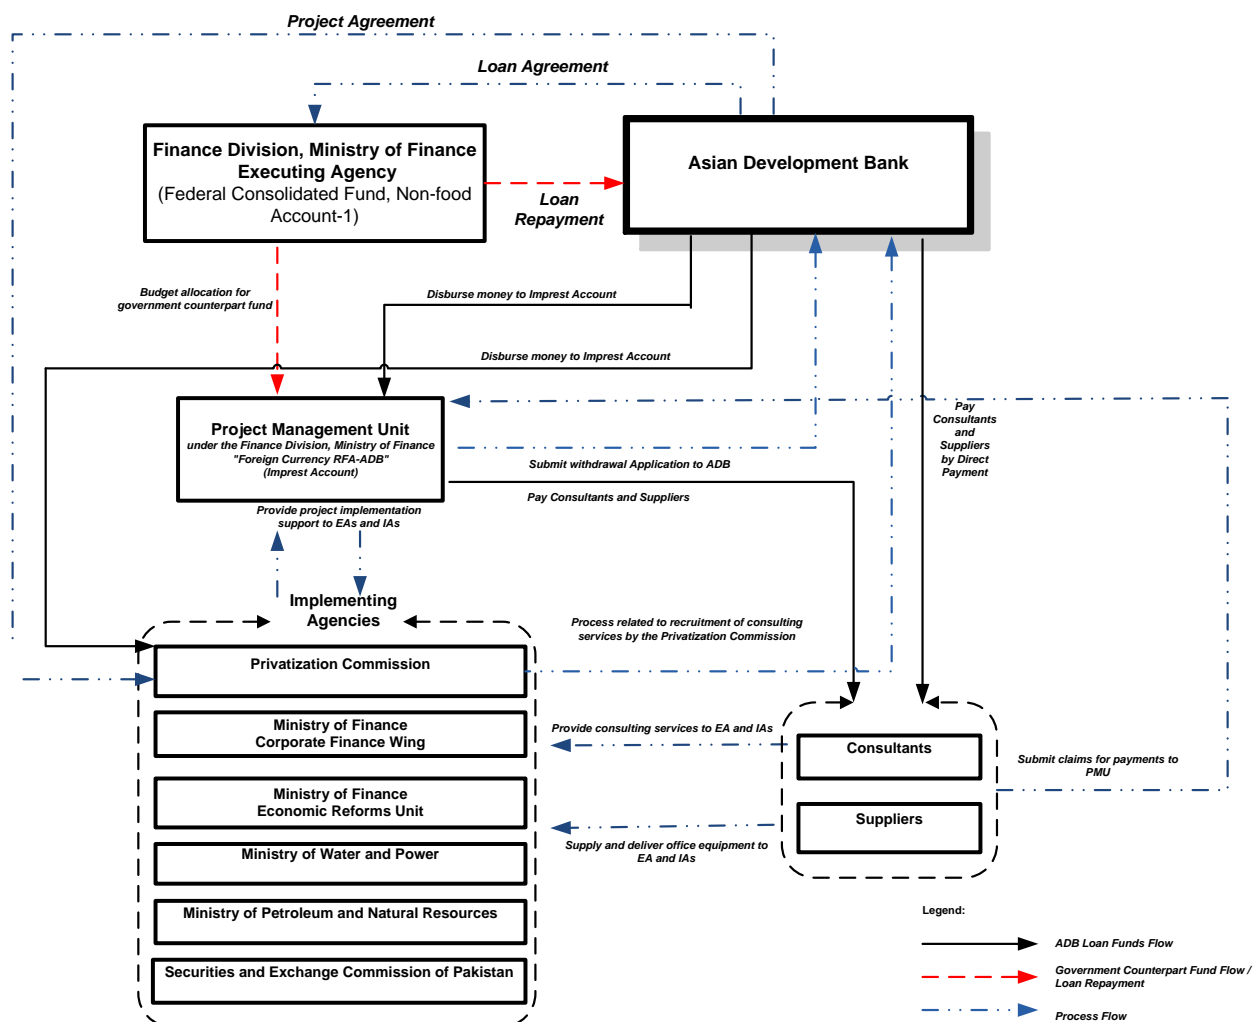 Project Agreement
Loan Agreement
Finance Division, Ministry of Finance
Executing Agency
(Federal Consolidated Fund, Non-food
Account-1)
Asian Development Bank
Loan
Repayment
Budget allocation for
government counterpart fund
Disburse money to Imprest Account
Disburse money to Imprest Account
Pay
Consultants
and
Suppliers
by Direct
Payment
Project Management Unit
under the Finance Division, Ministry of Finance
"Foreign Currency RFA-ADB"
(Imprest Account)
Submit withdrawal Application to ADB
Pay Consultants and Suppliers
Provide project implementation
support to EAs and IAs
Implementing
Agencies
Process related to recruitment of consulting
services by the Privatization Commission
Privatization Commission
Ministry of Finance
Corporate Finance Wing
Provide consulting services to EA and IAs
Consultants
Submit claims for payments to
PMU
Ministry of Finance
Economic Reforms Unit
Suppliers
Supply and deliver office equipment to
EA and IAs
Ministry of Water and Power
Ministry of Petroleum and Natural Resources
Securities and Exchange Commission of Pakistan
Legend:
ADB Loan Funds Flow
Government Counterpart Fund Flow /
Loan Repayment
Process Flow